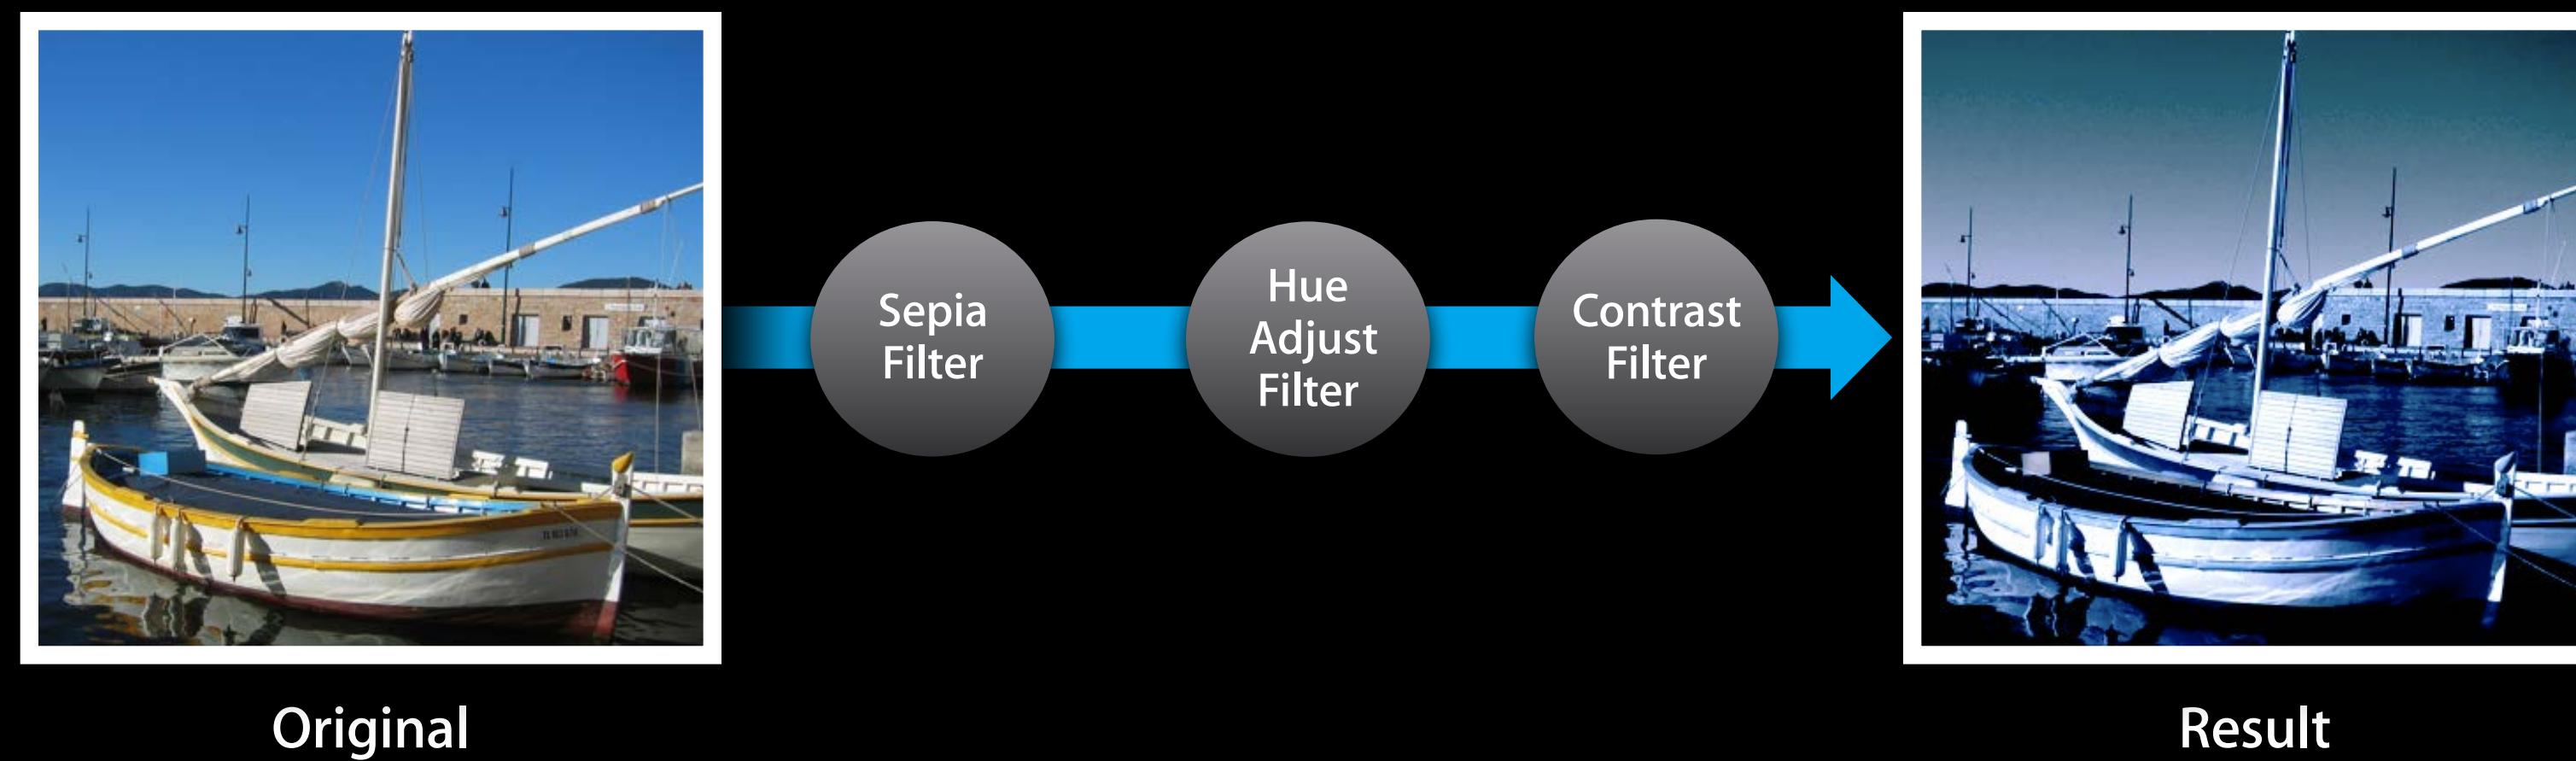 Sepia
Filter
Hue
Adjust
Filter
Contrast
Filter
Original
Result